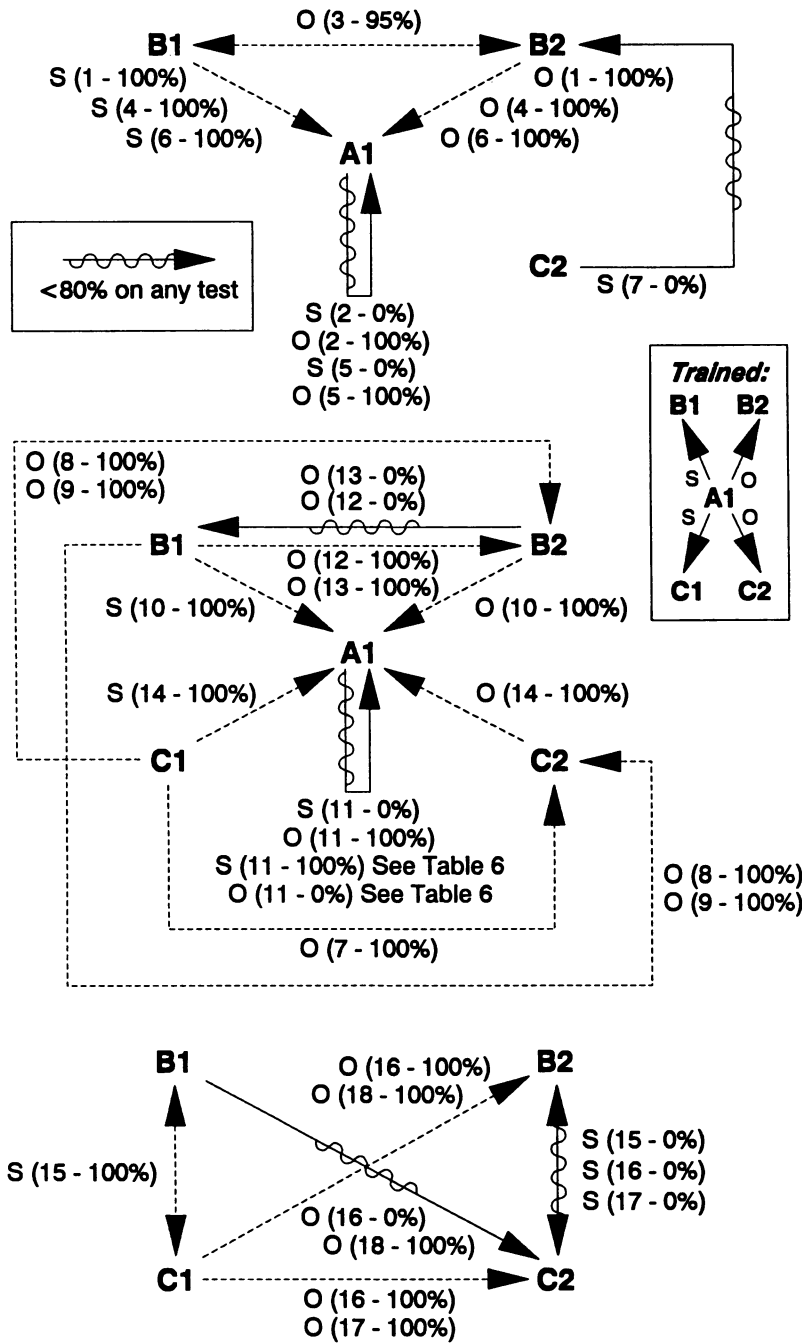 O (3 - 95%)
B1
B2
S (1 - 100%)
O (1 - 100%)
S (4 - 100%)
O (4 - 100%)
S (6 - 100%)
O (6 - 100%)
A1
<80% on any test
C2
S (7 - 0%)
S (2 - 0%)
O (2 - 100%)
S (5 - 0%)
O (5 - 100%)
Trained:
B1 B2
S O
A1
S O
C1 C2
O (8 - 100%)
O (9 - 100%)
O (13 - 0%)
O (12 - 0%)
B1
B2
O (12 - 100%)
O (13 - 100%)
S (10 - 100%)
O (10 - 100%)
A1
S (14 - 100%)
O (14 - 100%)
C1
C2
S (11 - 0%)
O (11 - 100%)
S (11 - 100%) See Table 6
O (11 - 0%) See Table 6
O (8 - 100%)
O (9 - 100%)
O (7 - 100%)
B1
B2
O (16 - 100%)
O (18 - 100%)
S (15 - 100%)
S (15 - 0%)
S (16 - 0%)
S (17 - 0%)
O (16 - 0%)
O (18 - 100%)
C1
C2
O (16 - 100%)
O (17 - 100%)